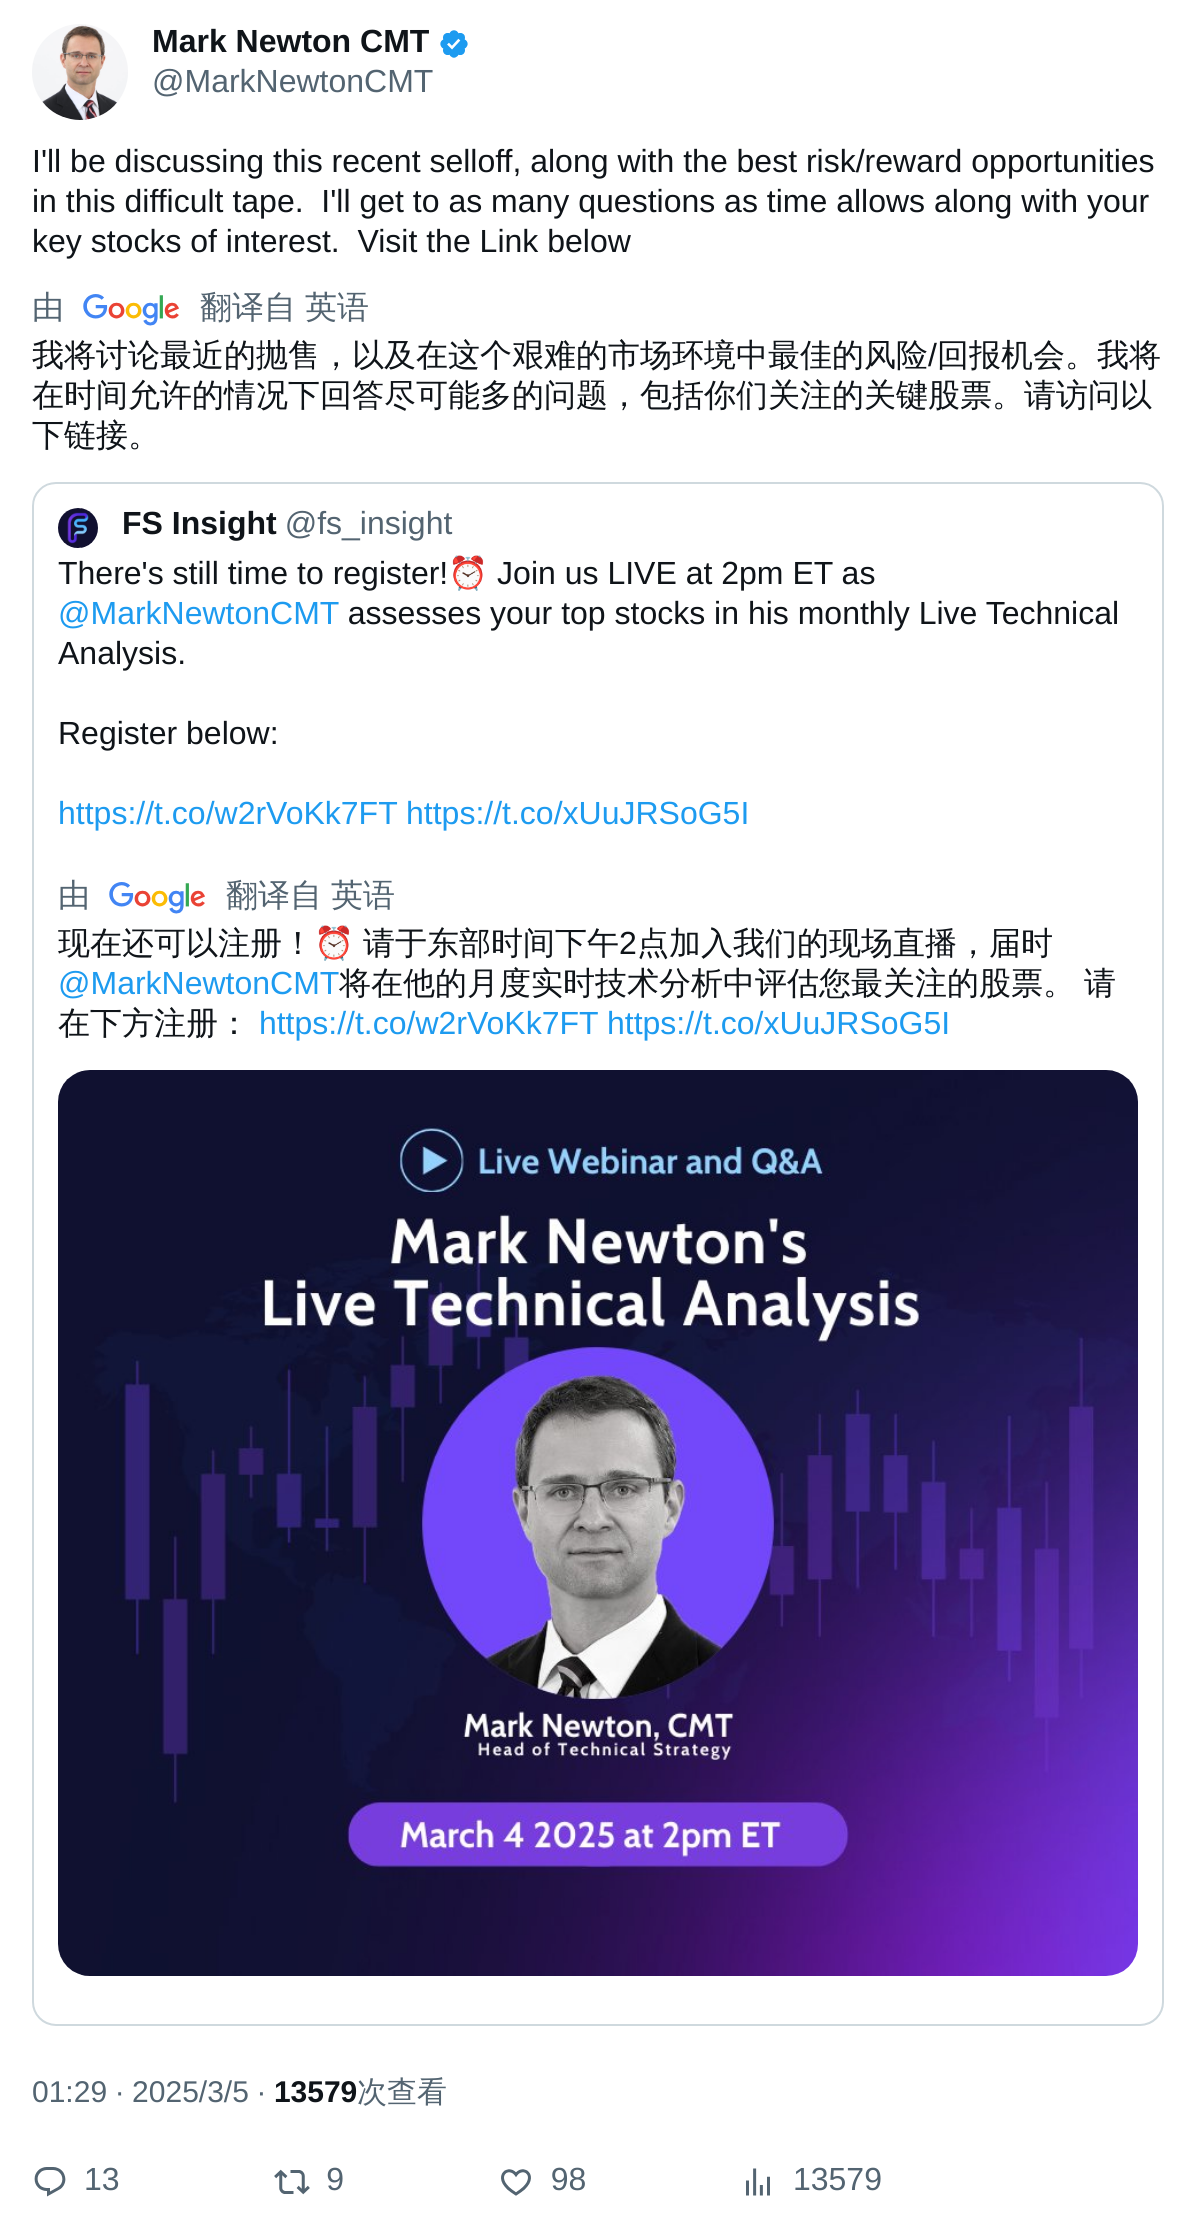 Mark Newton CMT
@MarkNewtonCMT
I'll be discussing this recent selloff, along with the best risk/reward opportunities
in this difficult tape.  I'll get to as many questions as time allows along with your
key stocks of interest.  Visit the Link below
由 Google 翻译自 英语
我将讨论最近的抛售，以及在这个艰难的市场环境中最佳的风险/回报机会。我将
在时间允许的情况下回答尽可能多的问题，包括你们关注的关键股票。请访问以
下链接。
FS Insight @fs_insight
There's still time to register!⏰ Join us LIVE at 2pm ET as
@MarkNewtonCMT assesses your top stocks in his monthly Live Technical
Analysis.
Register below:
https://t.co/w2rVoKk7FT https://t.co/xUuJRSoG5I
由 Google 翻译自 英语
现在还可以注册！⏰ 请于东部时间下午2点加入我们的现场直播，届时
@MarkNewtonCMT将在他的月度实时技术分析中评估您最关注的股票。 请
在下方注册： https://t.co/w2rVoKk7FT https://t.co/xUuJRSoG5I
Live Webinar and Q&A
Mark Newton's
Live Technical Analysis
Mark Newton, CMT
Head of Technical Strategy
March 4 2025 at 2pm ET
01:29 · 2025/3/5 · 13579次查看
13 9 98 13579